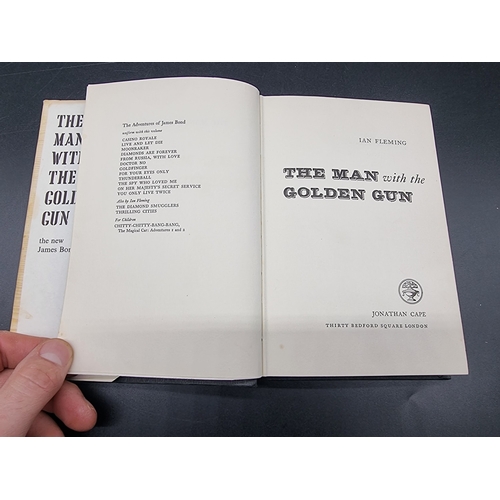 THE
MAN
WITH
THE
GOL
GUN
the new
James Bon
The Adventures of James Bond
uniform with this volume
CASINO ROYALE
LIVE AND LET DIE
MOONRAKER
DIAMONDS ARE FOREVER
FROM RUSSIA, WITH LOVE
DOCTOR NO
GOLDFINGER
FOR YOUR EYES ONLY
THUNDERBALL
THE SPY WHO LOVED ME
ON HER MAJESTY'S SECRET SERVICE
YOU ONLY LIVE TWICE
Also by Ian Fleming
THE DIAMOND SMUGGLERS
THRILLING CITIES
For Children
CHITTY-CHITTY-BANG-BANG,
The Magical Car: Adventures 1 and 2
IAN FLEMING
THE MAN with the
GOLDEN GUN
JONATHAN CAPE
THIRTY BEDFORD SQUARE LONDON